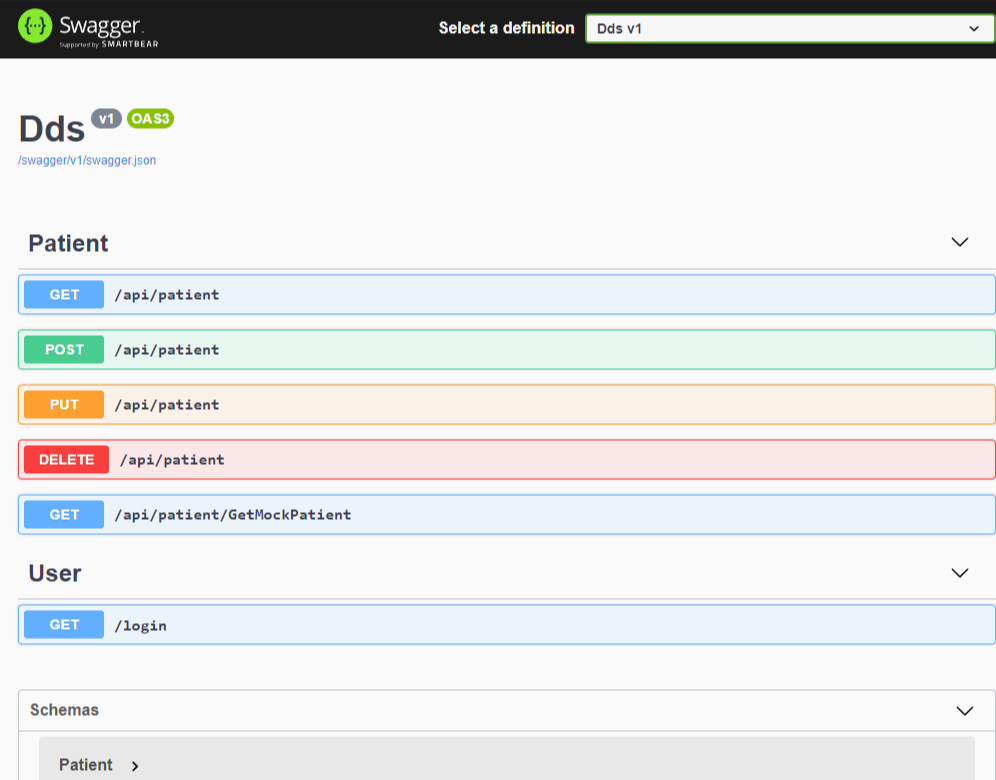 {···} Swagger. Select a definition Dds v1
Supported by SMARTBEAR
Dds v1 OAS3
/swagger/v1/swagger.json
Patient
GET /api/patient
POST /api/patient
PUT /api/patient
DELETE /api/patient
GET /api/patient/GetMockPatient
User
GET /login
Schemas
Patient